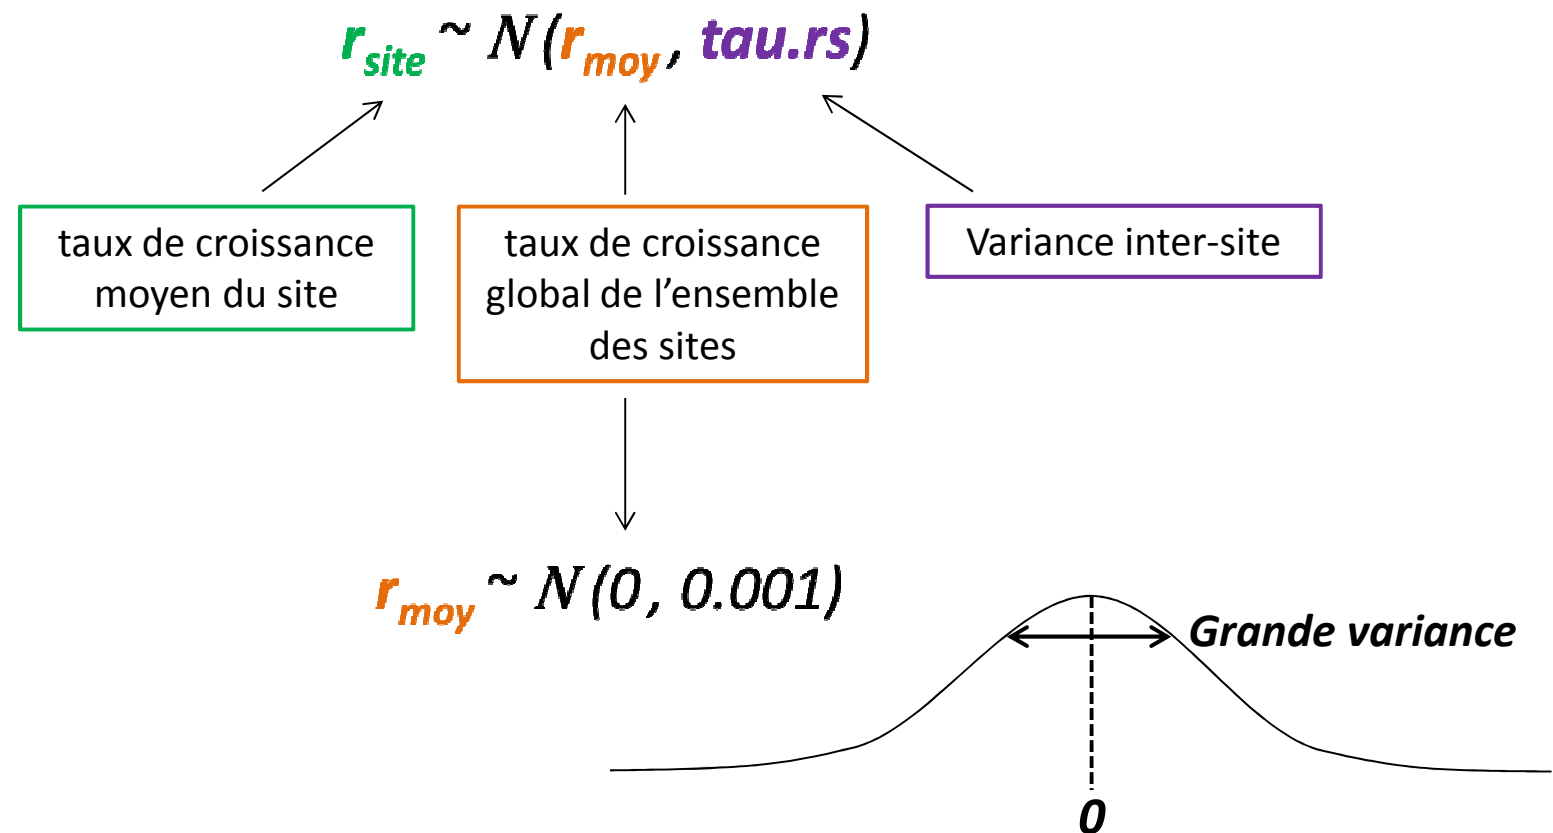 r_site ~ N(r_moy, tau.rs)
taux de croissance
moyen du site
taux de croissance
global de l’ensemble
des sites
Variance inter-site
r_moy ~ N(0, 0.001)
Grande variance
0